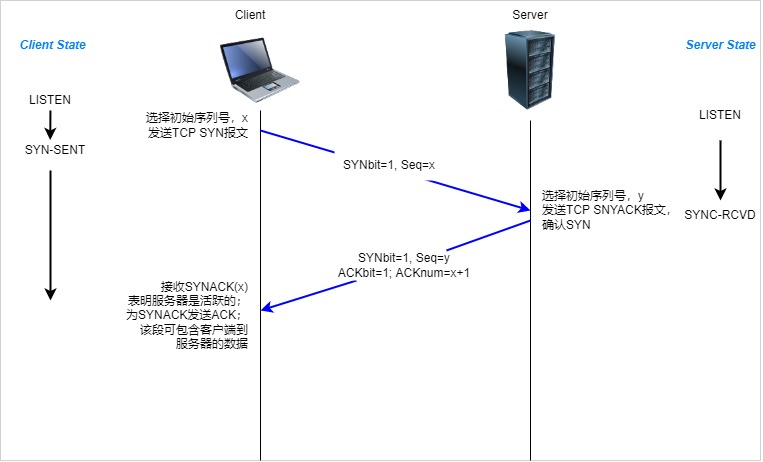 Client
Server
Client State
Server State
LISTEN
SYN-SENT
选择初始序列号，x
发送TCP SYN报文
LISTEN
SYNbit=1, Seq=x
选择初始序列号，y
发送TCP SNYACK报文，
确认SYN
SYNC-RCVD
SYNbit=1, Seq=y
ACKbit=1; ACKnum=x+1
接收SYNACK(x)
表明服务器是活跃的；
为SYNACK发送ACK；
该段可包含客户端到
服务器的数据